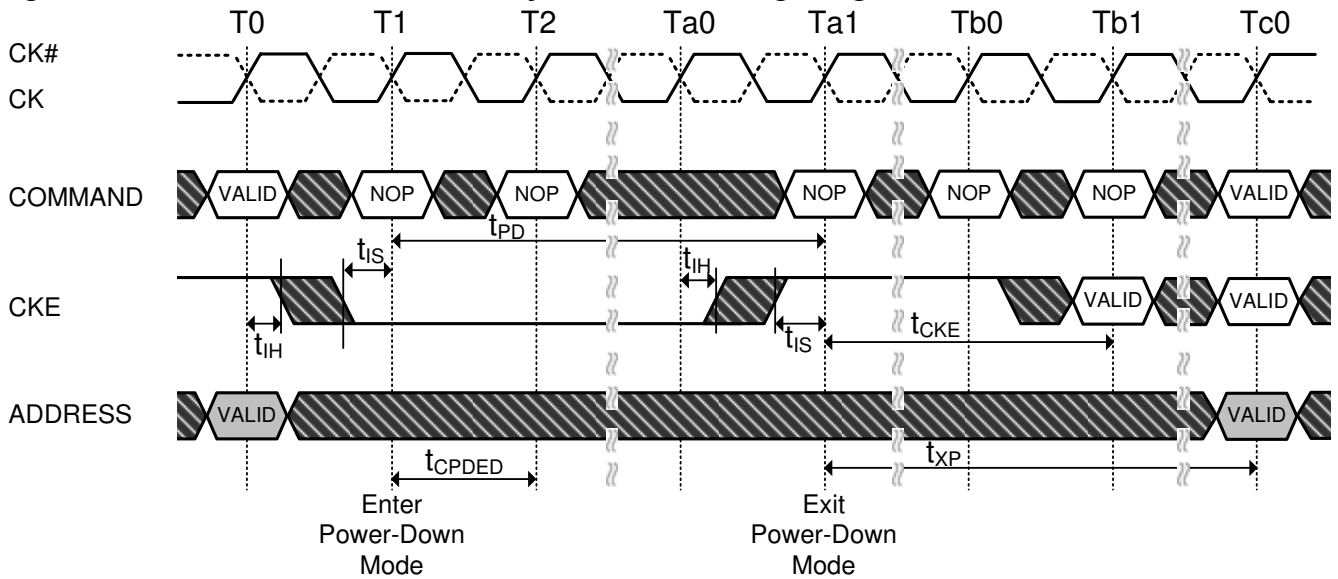 T0 T1 T2 Ta0 Ta1 Tb0 Tb1 Tc0
CK#
CK
COMMAND VALID NOP NOP NOP NOP NOP VALID
tPD
tIS tIH
CKE VALID VALID
tIH tIS tCKE
ADDRESS VALID VALID
tCPDED tXP
Enter Power-Down Mode
Exit Power-Down Mode